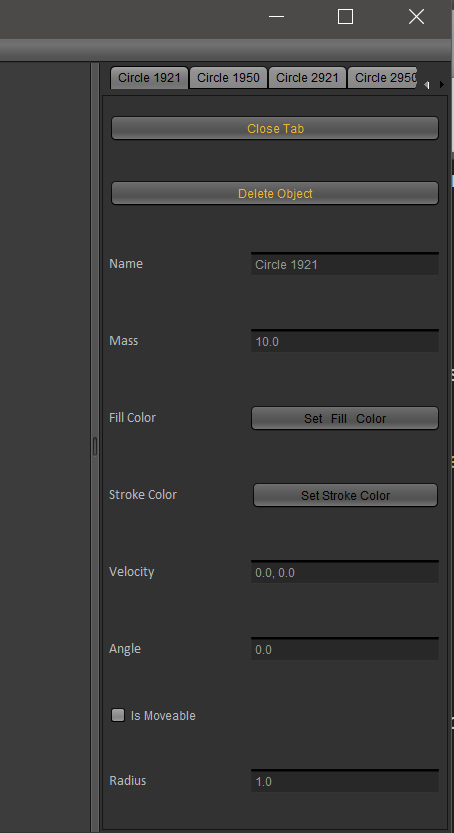 Circle 1921 Circle 1950 Circle 2921 Circle 2950
Close Tab
Delete Object
Name Circle 1921
Mass 10.0
Fill Color Set Fill Color
Stroke Color Set Stroke Color
Velocity 0.0, 0.0
Angle 0.0
Is Moveable
Radius 1.0